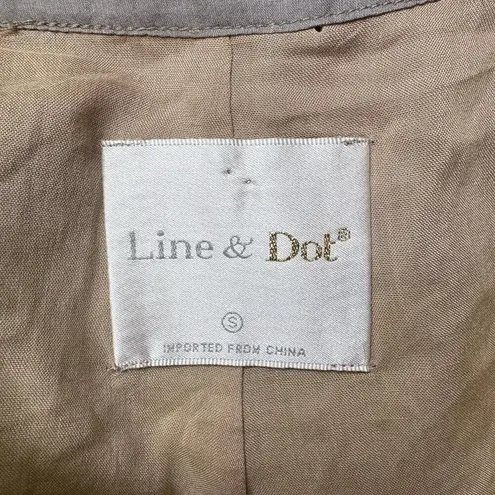 Line & Dot®
S
IMPORTED FROM CHINA